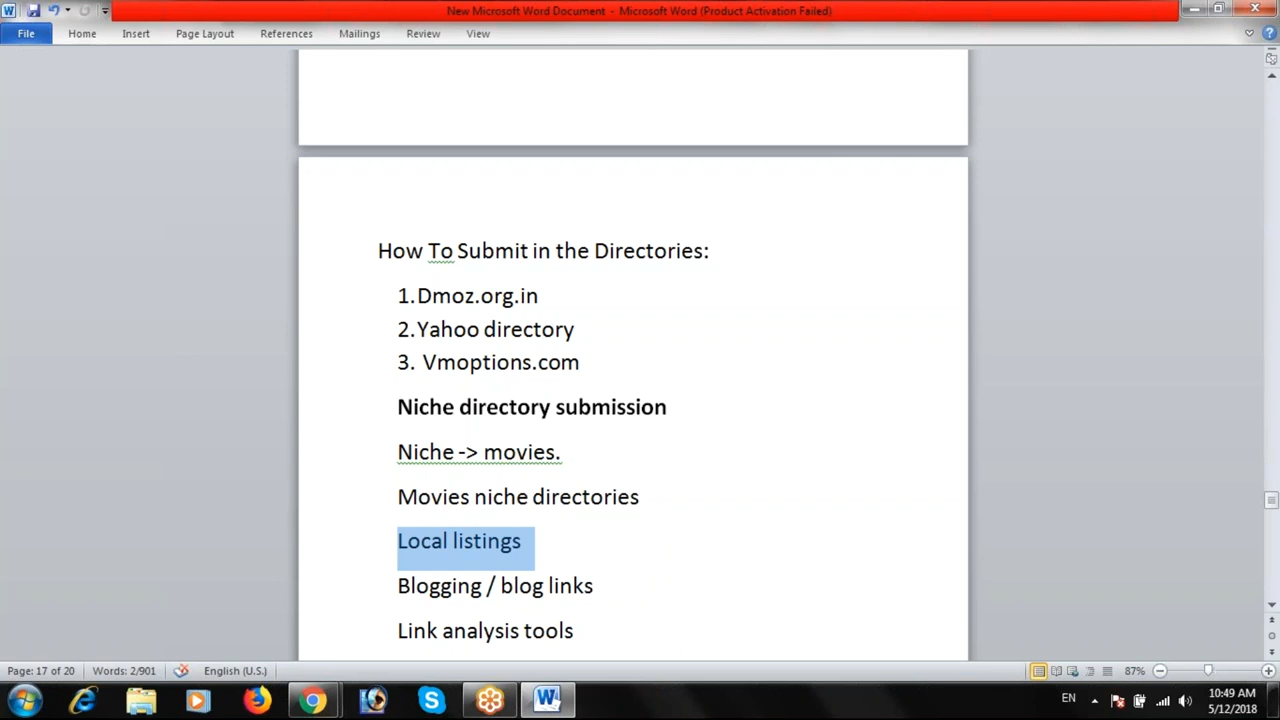 New Microsoft Word Document - Microsoft Word (Product Activation Failed)
File Home Insert Page Layout References Mailings Review View
How To Submit in the Directories:
1.Dmoz.org.in
2.Yahoo directory
3. Vmoptions.com
Niche directory submission
Niche -> movies.
Movies niche directories
Local listings
Blogging / blog links
Link analysis tools
Page: 17 of 20 Words: 2/901 English (U.S.) 87%
EN 10:49 AM
5/12/2018